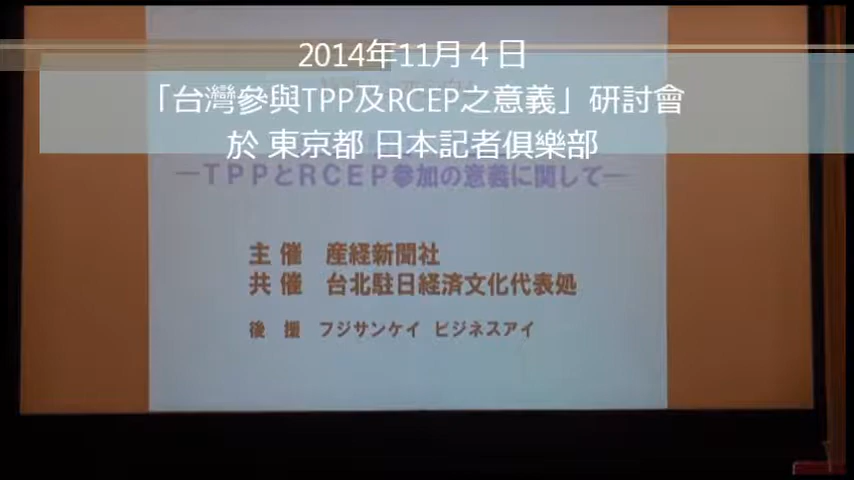 2014年11月４日
「台灣參與TPP及RCEP之意義」研討會
於 東京都 日本記者俱樂部
―ＴＰＰとＲＣＥＰ参加の意義に関して―
主 催　産経新聞社
共 催　台北駐日経済文化代表処
後　援　フジサンケイ ビジネスアイ